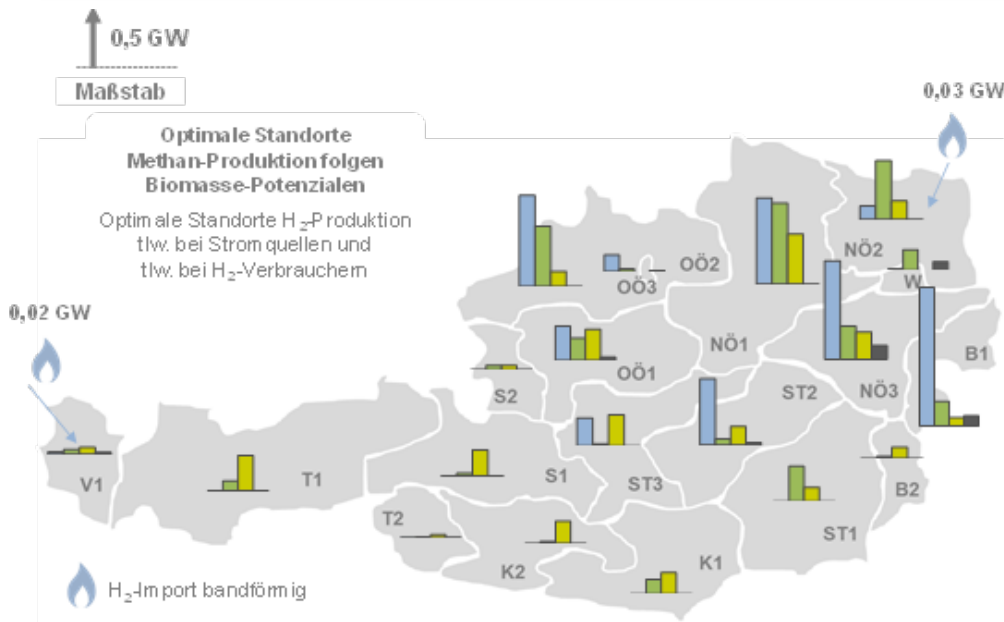 0,5 GW
Maßstab
0,03 GW
Optimale Standorte
Methan-Produktion folgen
Biomasse-Potenzialen
Optimale Standorte H₂-Produktion
tlw. bei Stromquellen und
tlw. bei H₂-Verbrauchern
0,02 GW
NÖ2
OÖ2
OÖ3
W
NÖ1
B1
OÖ1
ST2
NÖ3
S2
V1
T1
S1
ST3
B2
T2
ST1
K2
K1
H₂-Import bandförmig